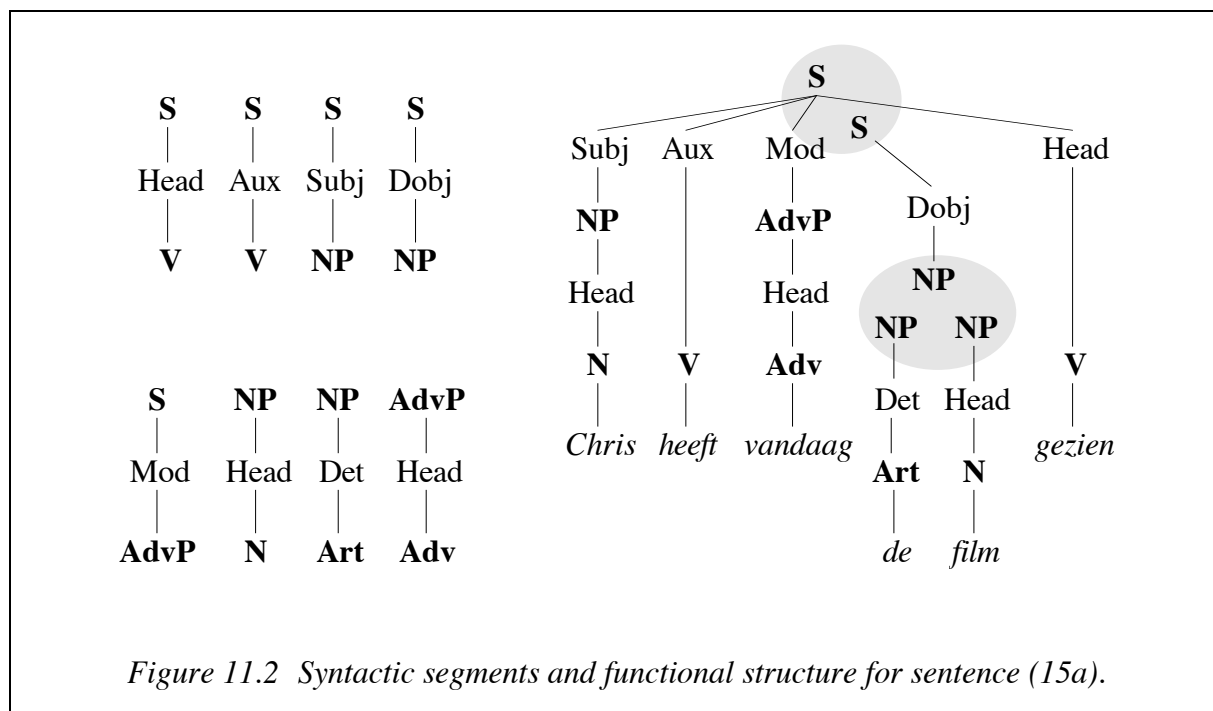 S S S S
Head Aux Subj Dobj
V V NP NP
S NP NP AdvP
Mod Head Det Head
AdvP N Art Adv
S
S
Subj Aux Mod Head
Dobj
NP AdvP
NP
Head Head
NP NP
N V Adv V
Det Head
Chris heeft vandaag gezien
Art N
de film
Figure 11.2 Syntactic segments and functional structure for sentence (15a).